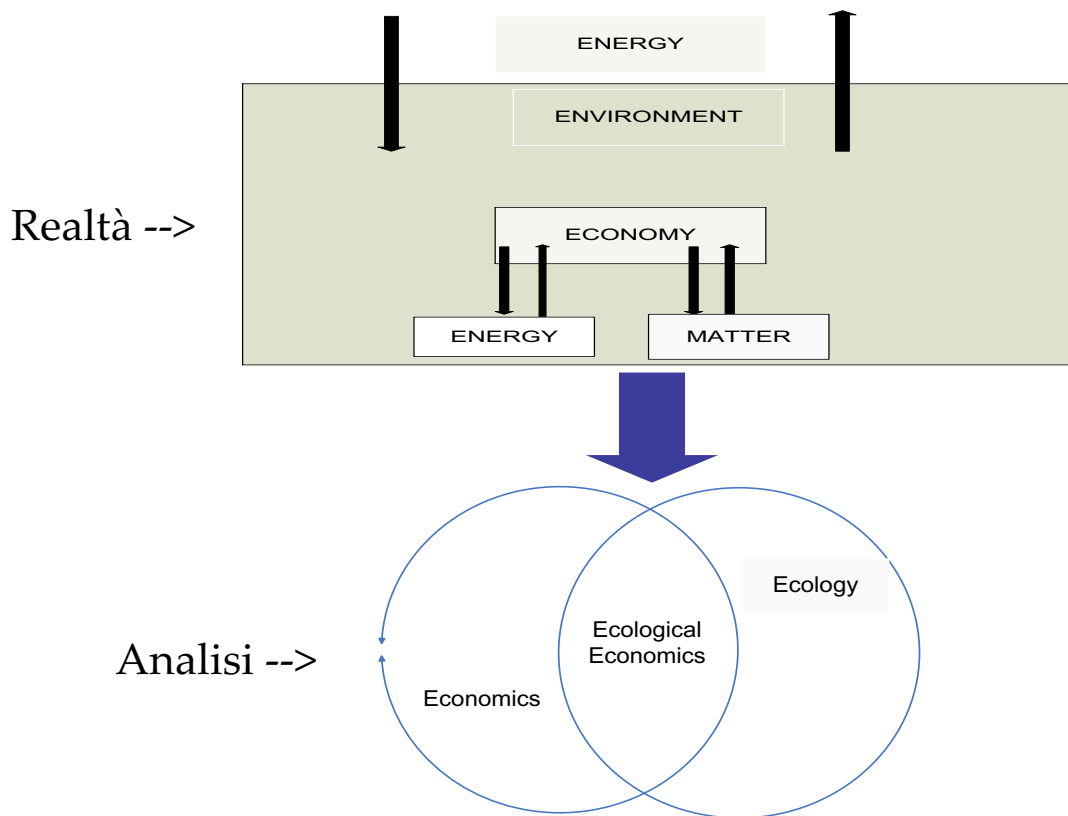 ENERGY
ENVIRONMENT
Realtà -->
ECONOMY
ENERGY
MATTER
Ecology
Ecological
Economics
Analisi -->
Economics